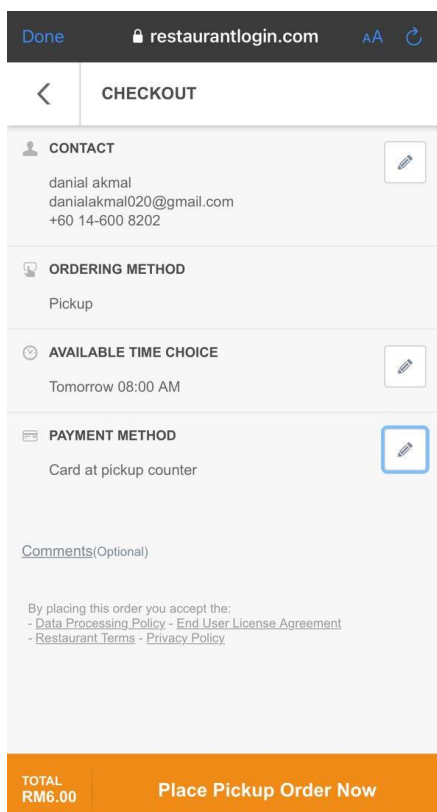 Done restaurantlogin.com AA
CHECKOUT
CONTACT
danial akmal
danialakmal020@gmail.com
+60 14-600 8202
ORDERING METHOD
Pickup
AVAILABLE TIME CHOICE
Tomorrow 08:00 AM
PAYMENT METHOD
Card at pickup counter
Comments(Optional)
By placing this order you accept the:
- Data Processing Policy - End User License Agreement
- Restaurant Terms - Privacy Policy
TOTAL
RM6.00 Place Pickup Order Now